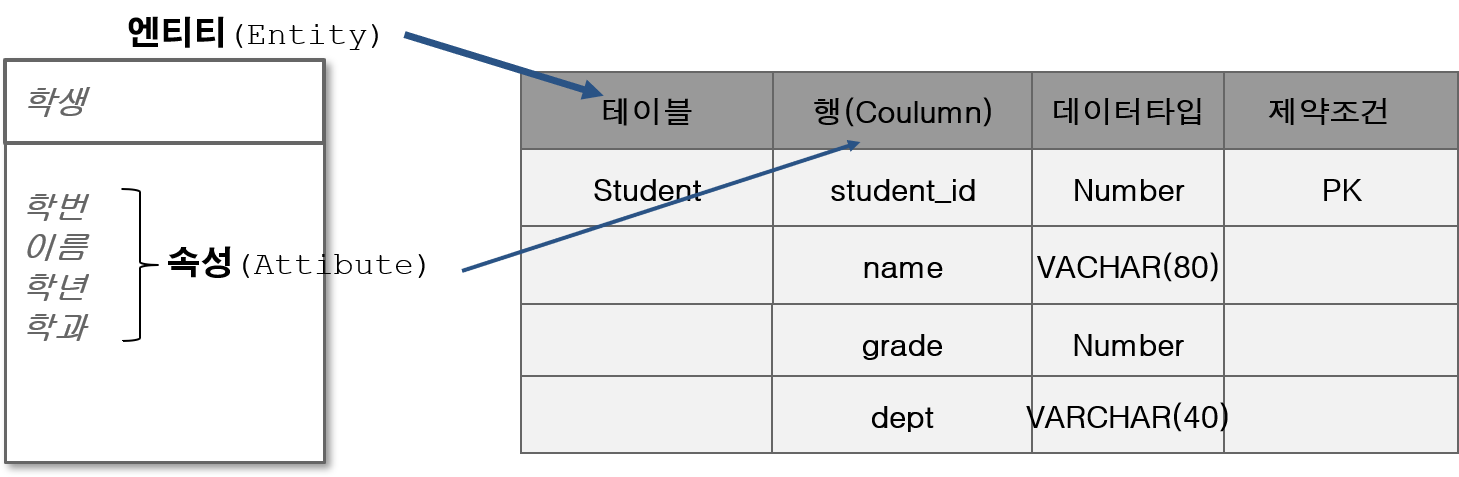 엔티티(Entity)
학생
학번
이름
학년
학과
속성(Attibute)
테이블 행(Coulumn) 데이터타입 제약조건
Student student_id Number PK
name VACHAR(80)
grade Number
dept VARCHAR(40)